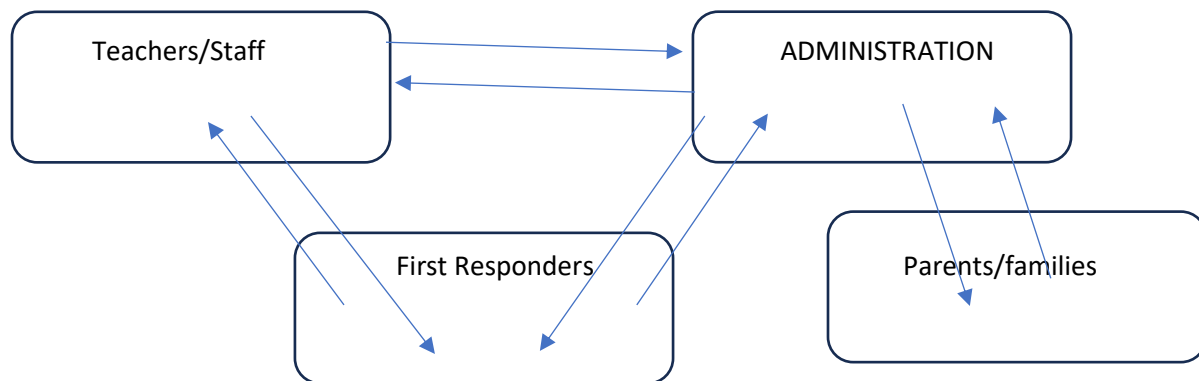 Teachers/Staff
ADMINISTRATION
First Responders
Parents/families